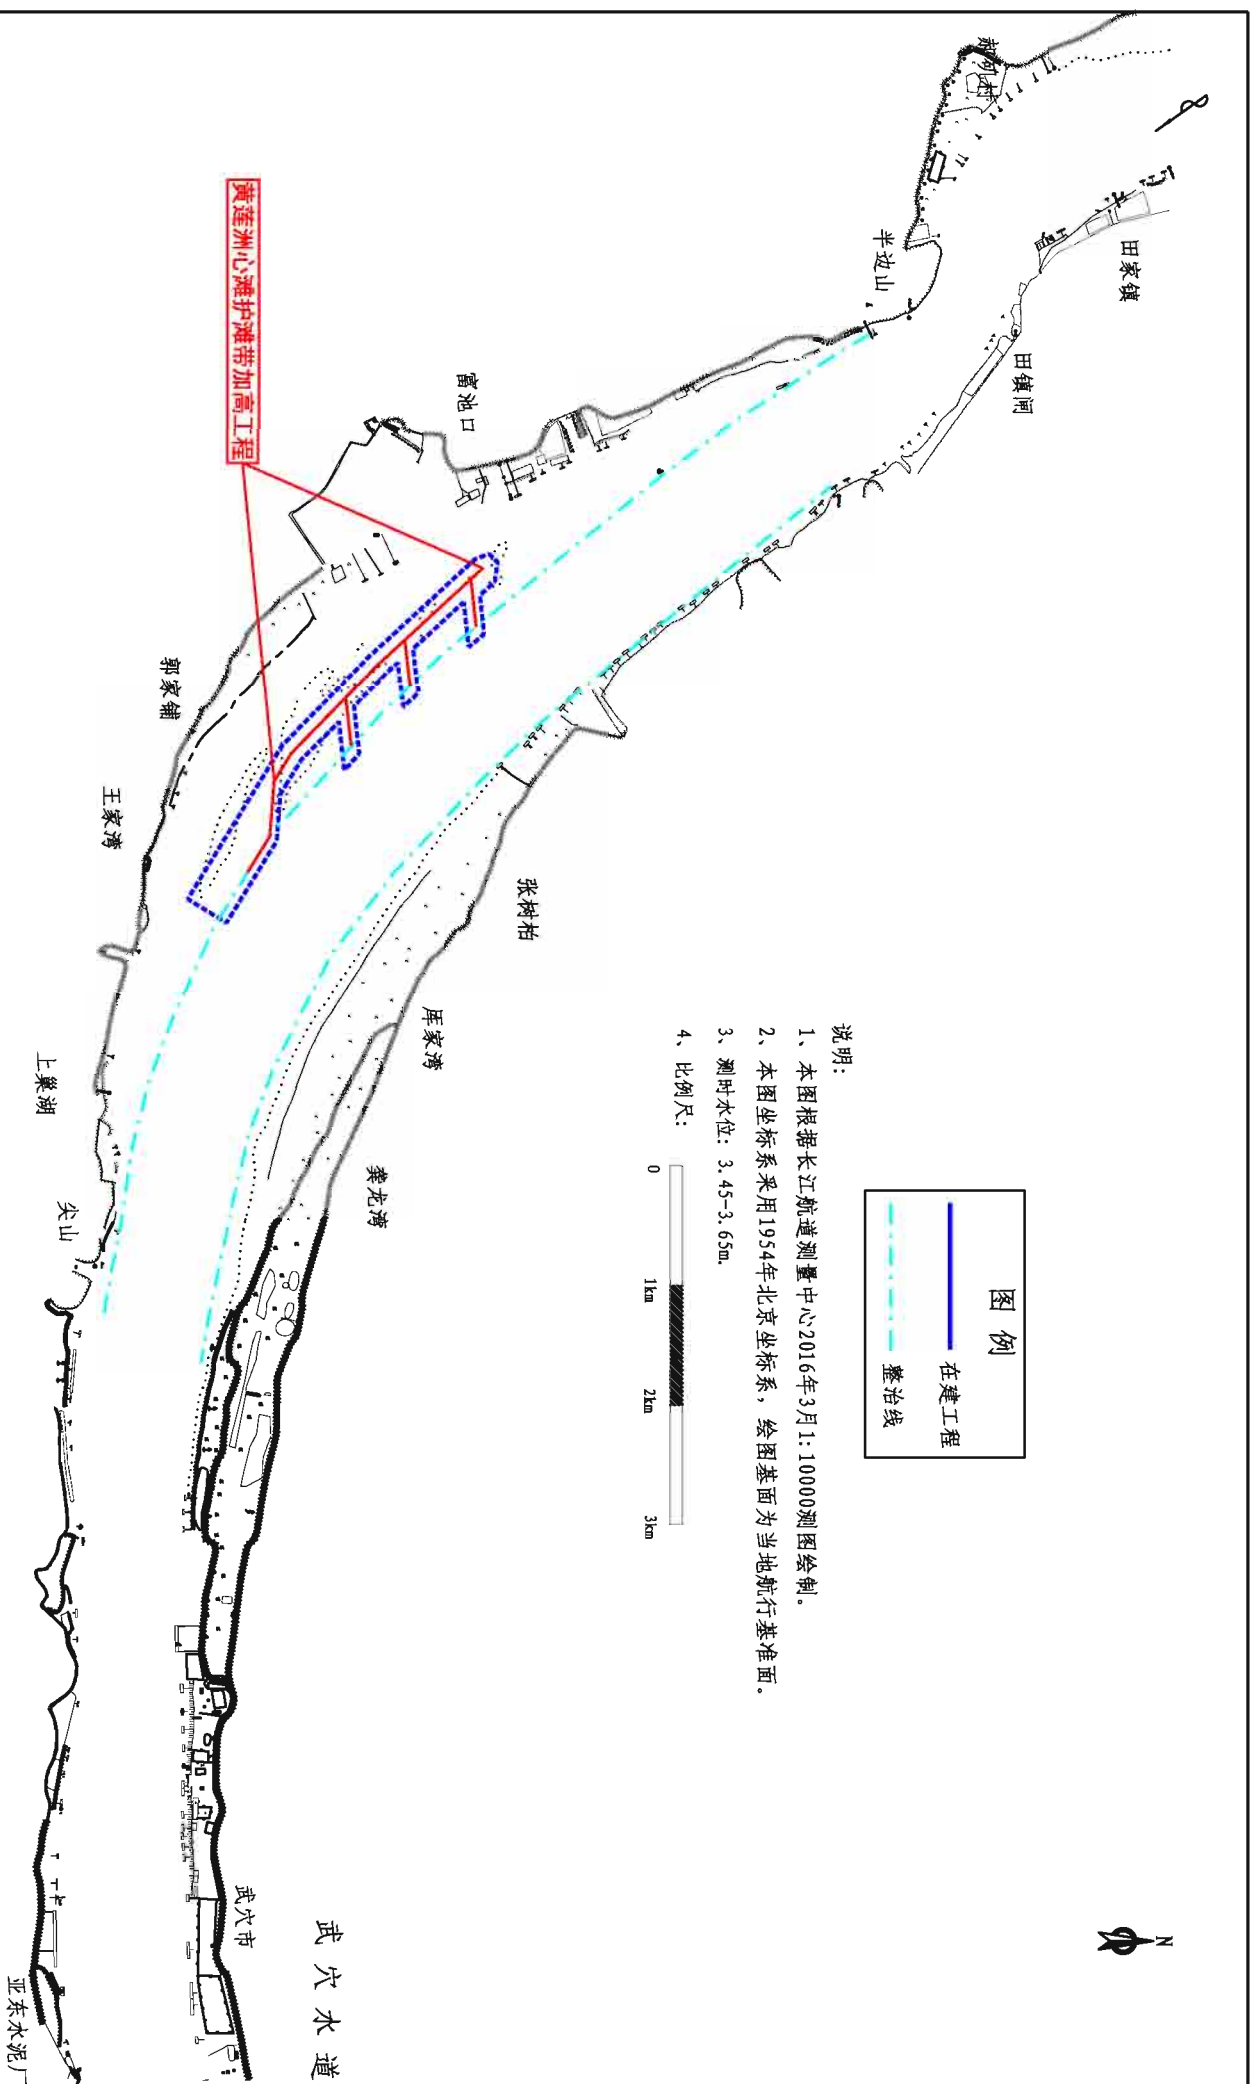 郝矶村
田家镇
半边山
田镇闸
富池口
黄莲洲心滩护滩带加高工程
郭家铺
王家湾
张树柏
厍家湾
上巢湖
龚龙湾
尖山
说明:
1、本图根据长江航道测量中心2016年3月1:10000测图绘制。
2、本图坐标系采用1954年北京坐标系,绘图基面为当地航行基准面。
3、测时水位: 3.45-3.65m。
4、比例尺:
0 1km 2km 3km
图 例
在建工程
整治线
N
武穴市
武穴水道
亚东水泥厂